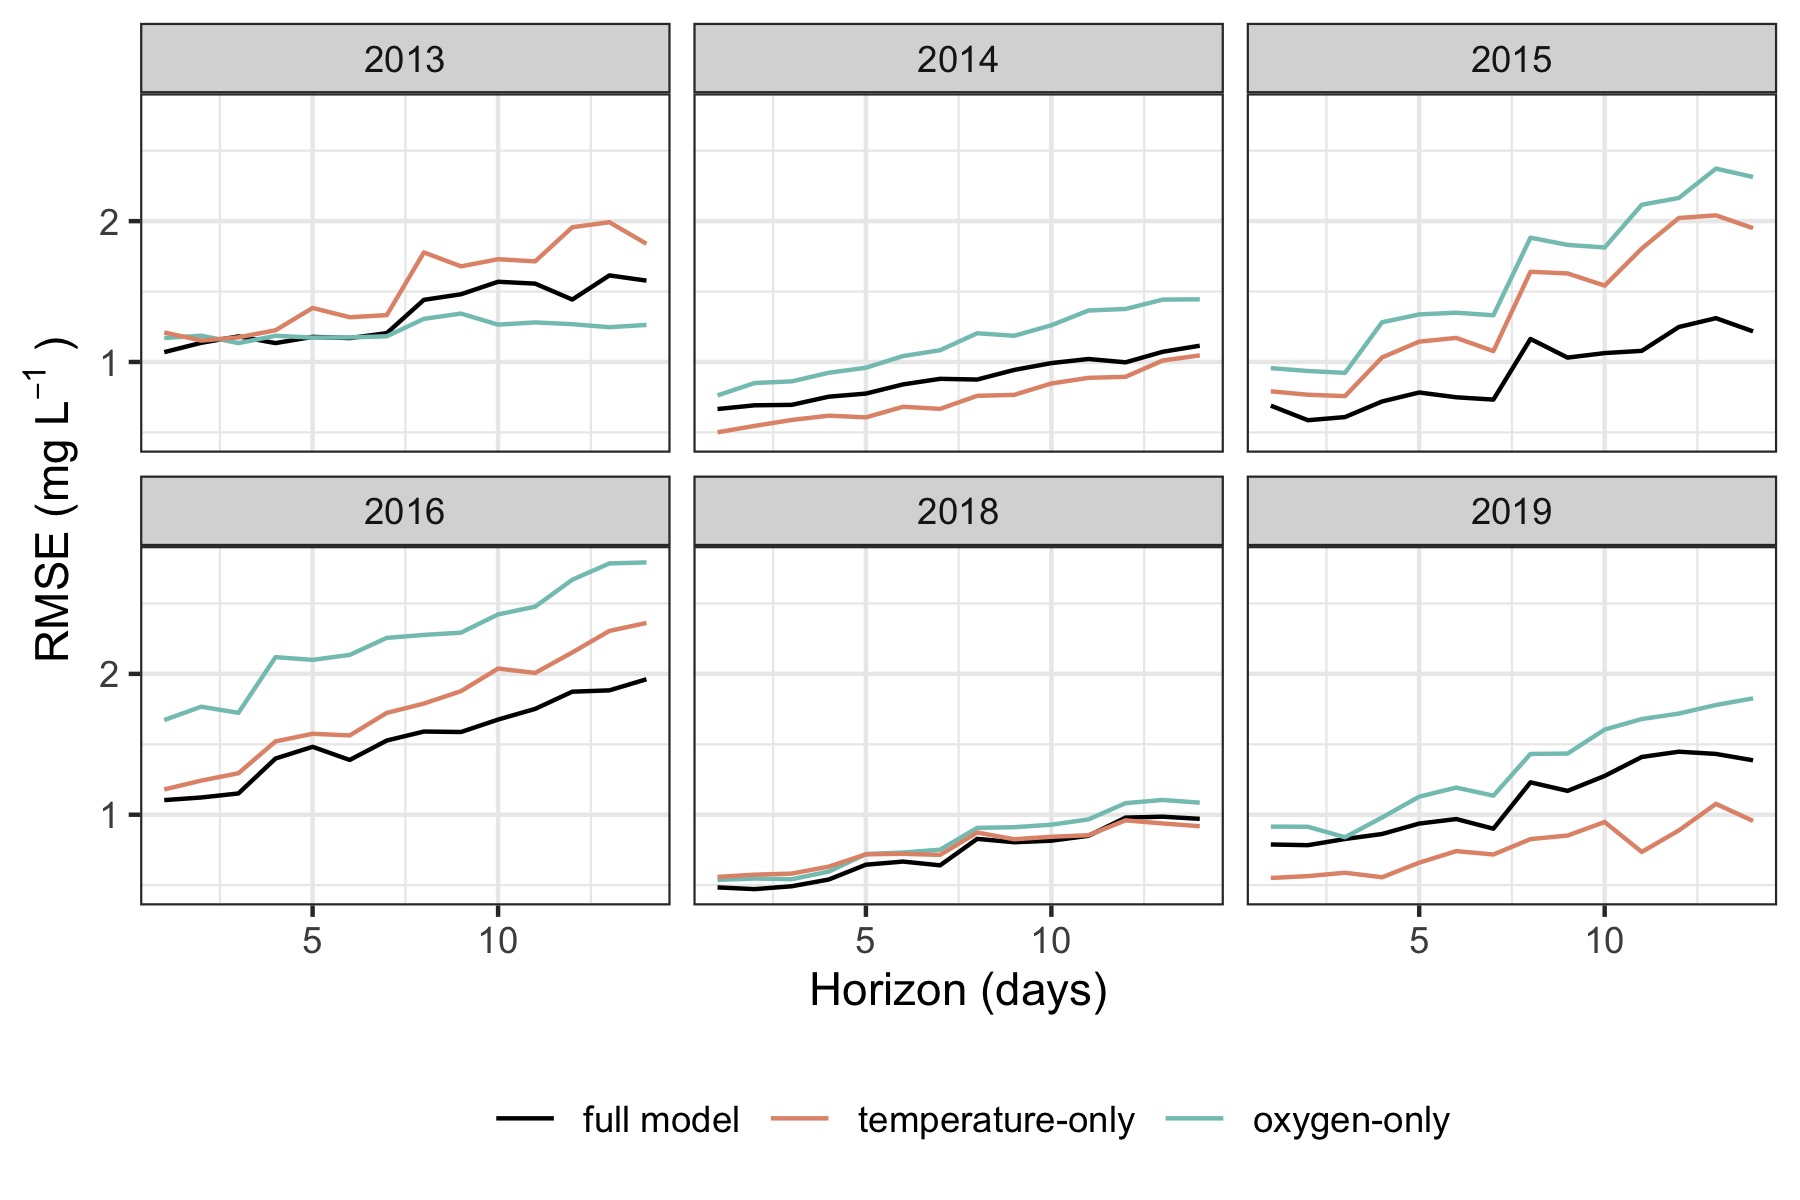 2013 2014 2015
2
1
RMSE (mg L⁻¹)
2016 2018 2019
2
1
5 10 5 10 5 10
Horizon (days)
full model temperature-only oxygen-only